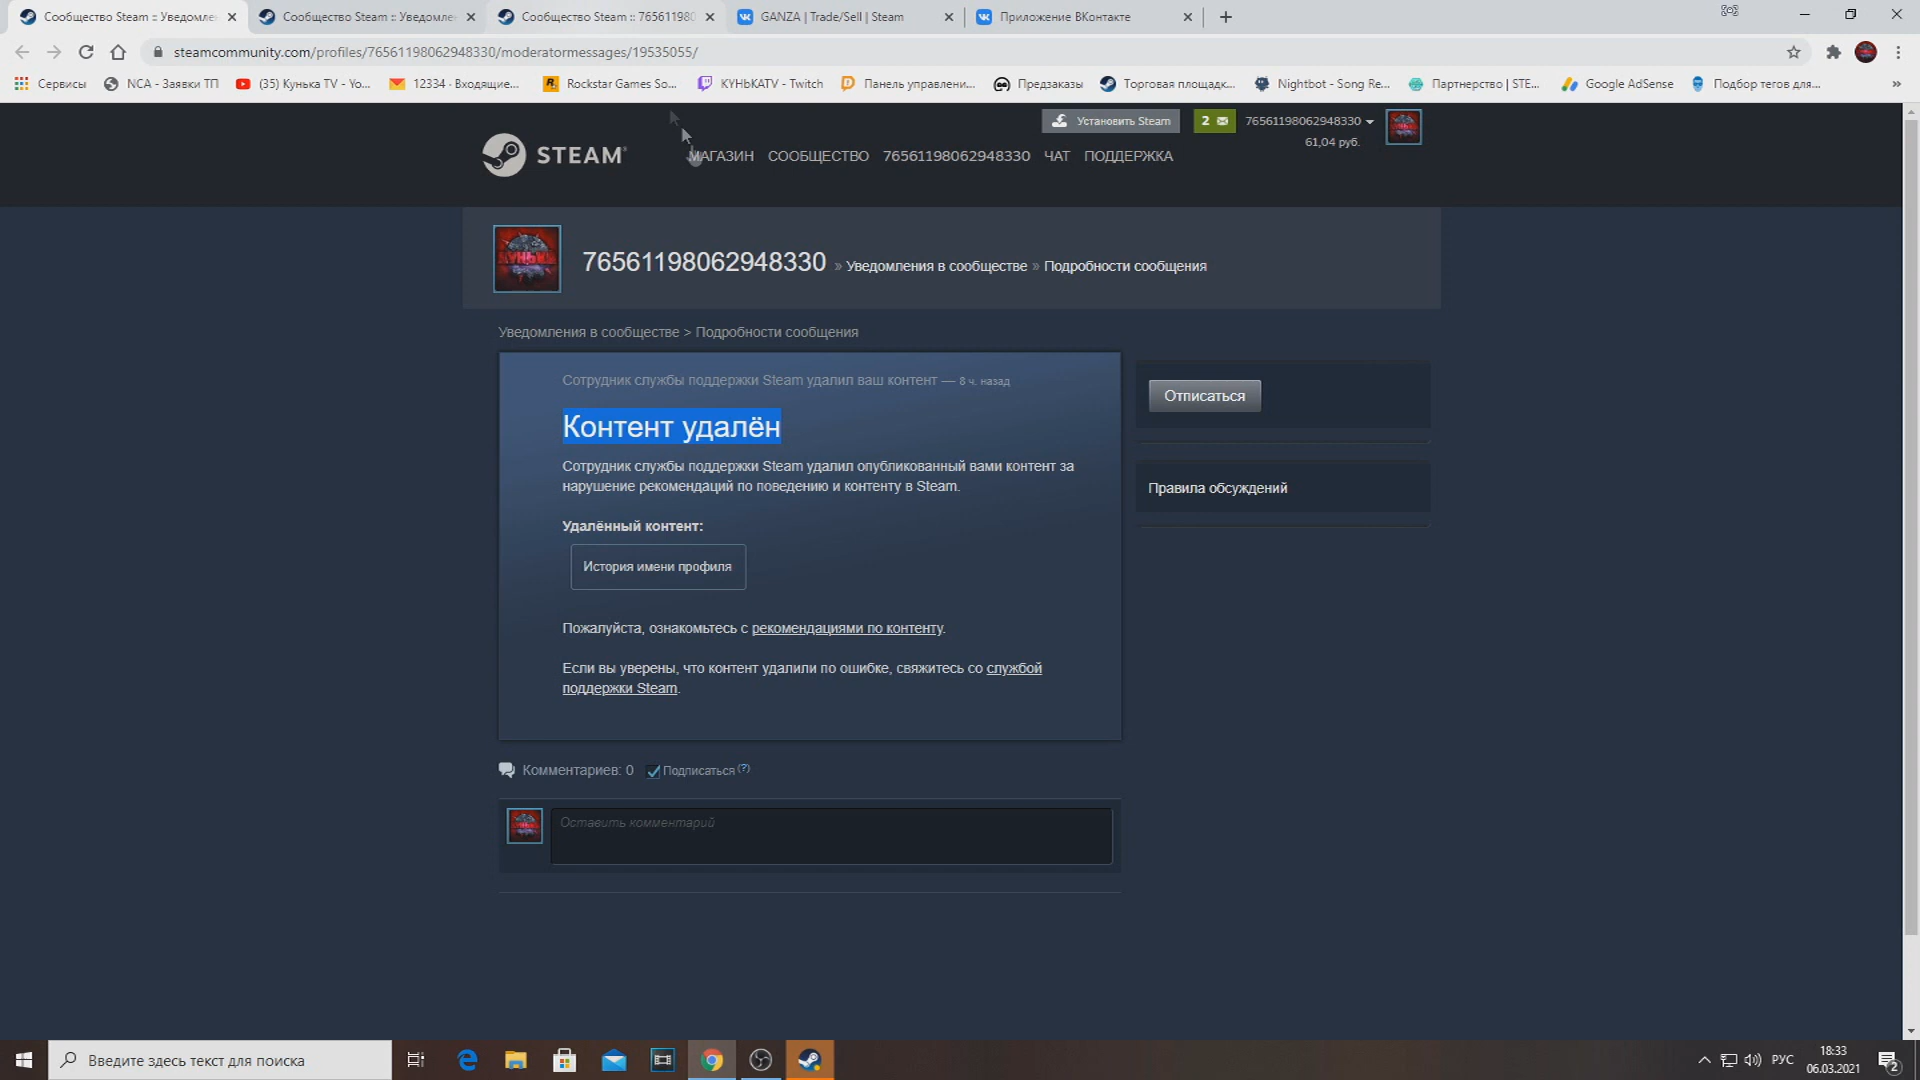 Сообщество Steam :: Уведомлен
Сообщество Steam :: Уведомлен
Сообщество Steam :: 765611980
GANZA | Trade/Sell | Steam
Приложение ВКонтакте
steamcommunity.com/profiles/76561198062948330/moderatormessages/19535055/
Сервисы
NCA - Заявки ТП
(35) Кунька TV - Yo...
12334 · Входящие...
Rockstar Games So...
КУНЬКАTV - Twitch
Панель управлени...
Предзаказы
Торговая площадк...
Nightbot - Song Re...
Партнерство | STE...
Google AdSense
Подбор тегов для...
»
Установить Steam
2
76561198062948330
61,04 руб.
STEAM
МАГАЗИН СООБЩЕСТВО 76561198062948330 ЧАТ ПОДДЕРЖКА
76561198062948330 » Уведомления в сообществе » Подробности сообщения
Уведомления в сообществе > Подробности сообщения
Сотрудник службы поддержки Steam удалил ваш контент — 8 ч. назад
Контент удалён
Сотрудник службы поддержки Steam удалил опубликованный вами контент за
нарушение рекомендаций по поведению и контенту в Steam.
Удалённый контент:
История имени профиля
Пожалуйста, ознакомьтесь с рекомендациями по контенту.
Если вы уверены, что контент удалили по ошибке, свяжитесь со службой
поддержки Steam.
Отписаться
Правила обсуждений
Комментариев: 0
Подписаться (?)
Оставить комментарий
Введите здесь текст для поиска
РУС
18:33
06.03.2021
2